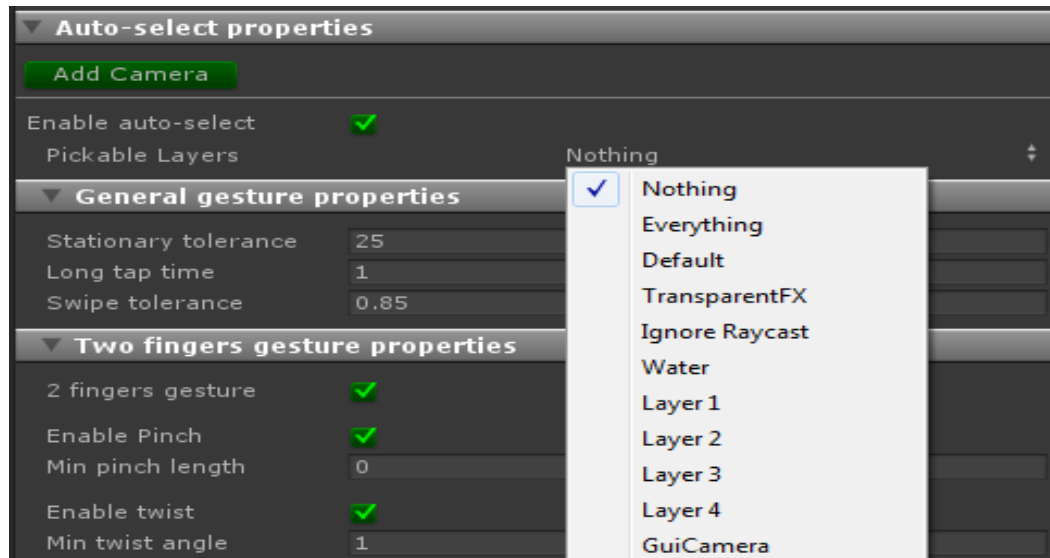 Auto-select properties
Add Camera
Enable auto-select
Pickable Layers Nothing
Nothing
Everything
Default
TransparentFX
Ignore Raycast
Water
Layer 1
Layer 2
Layer 3
Layer 4
GuiCamera
General gesture properties
Stationary tolerance 25
Long tap time 1
Swipe tolerance 0.85
Two fingers gesture properties
2 fingers gesture
Enable Pinch
Min pinch length 0
Enable twist
Min twist angle 1